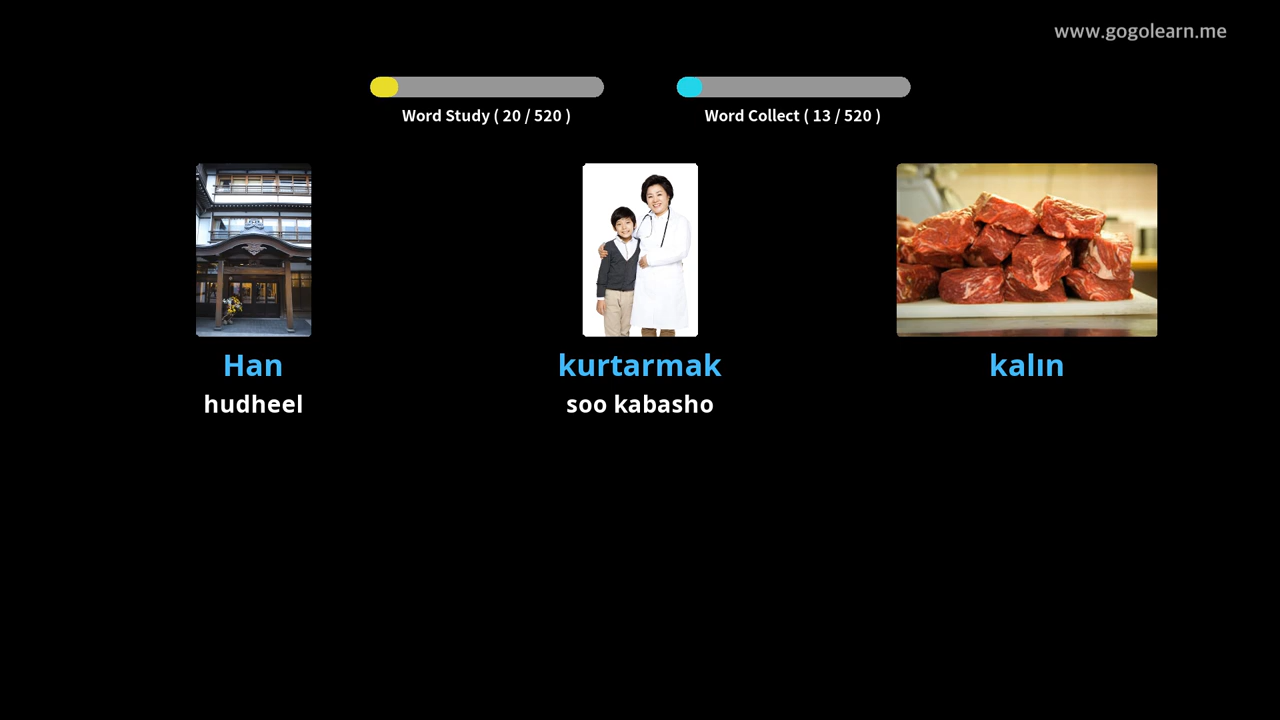 www.gogolearn.me
Word Study ( 20 / 520 )
Word Collect ( 13 / 520 )
Han
hudheel
kurtarmak
soo kabasho
kalın